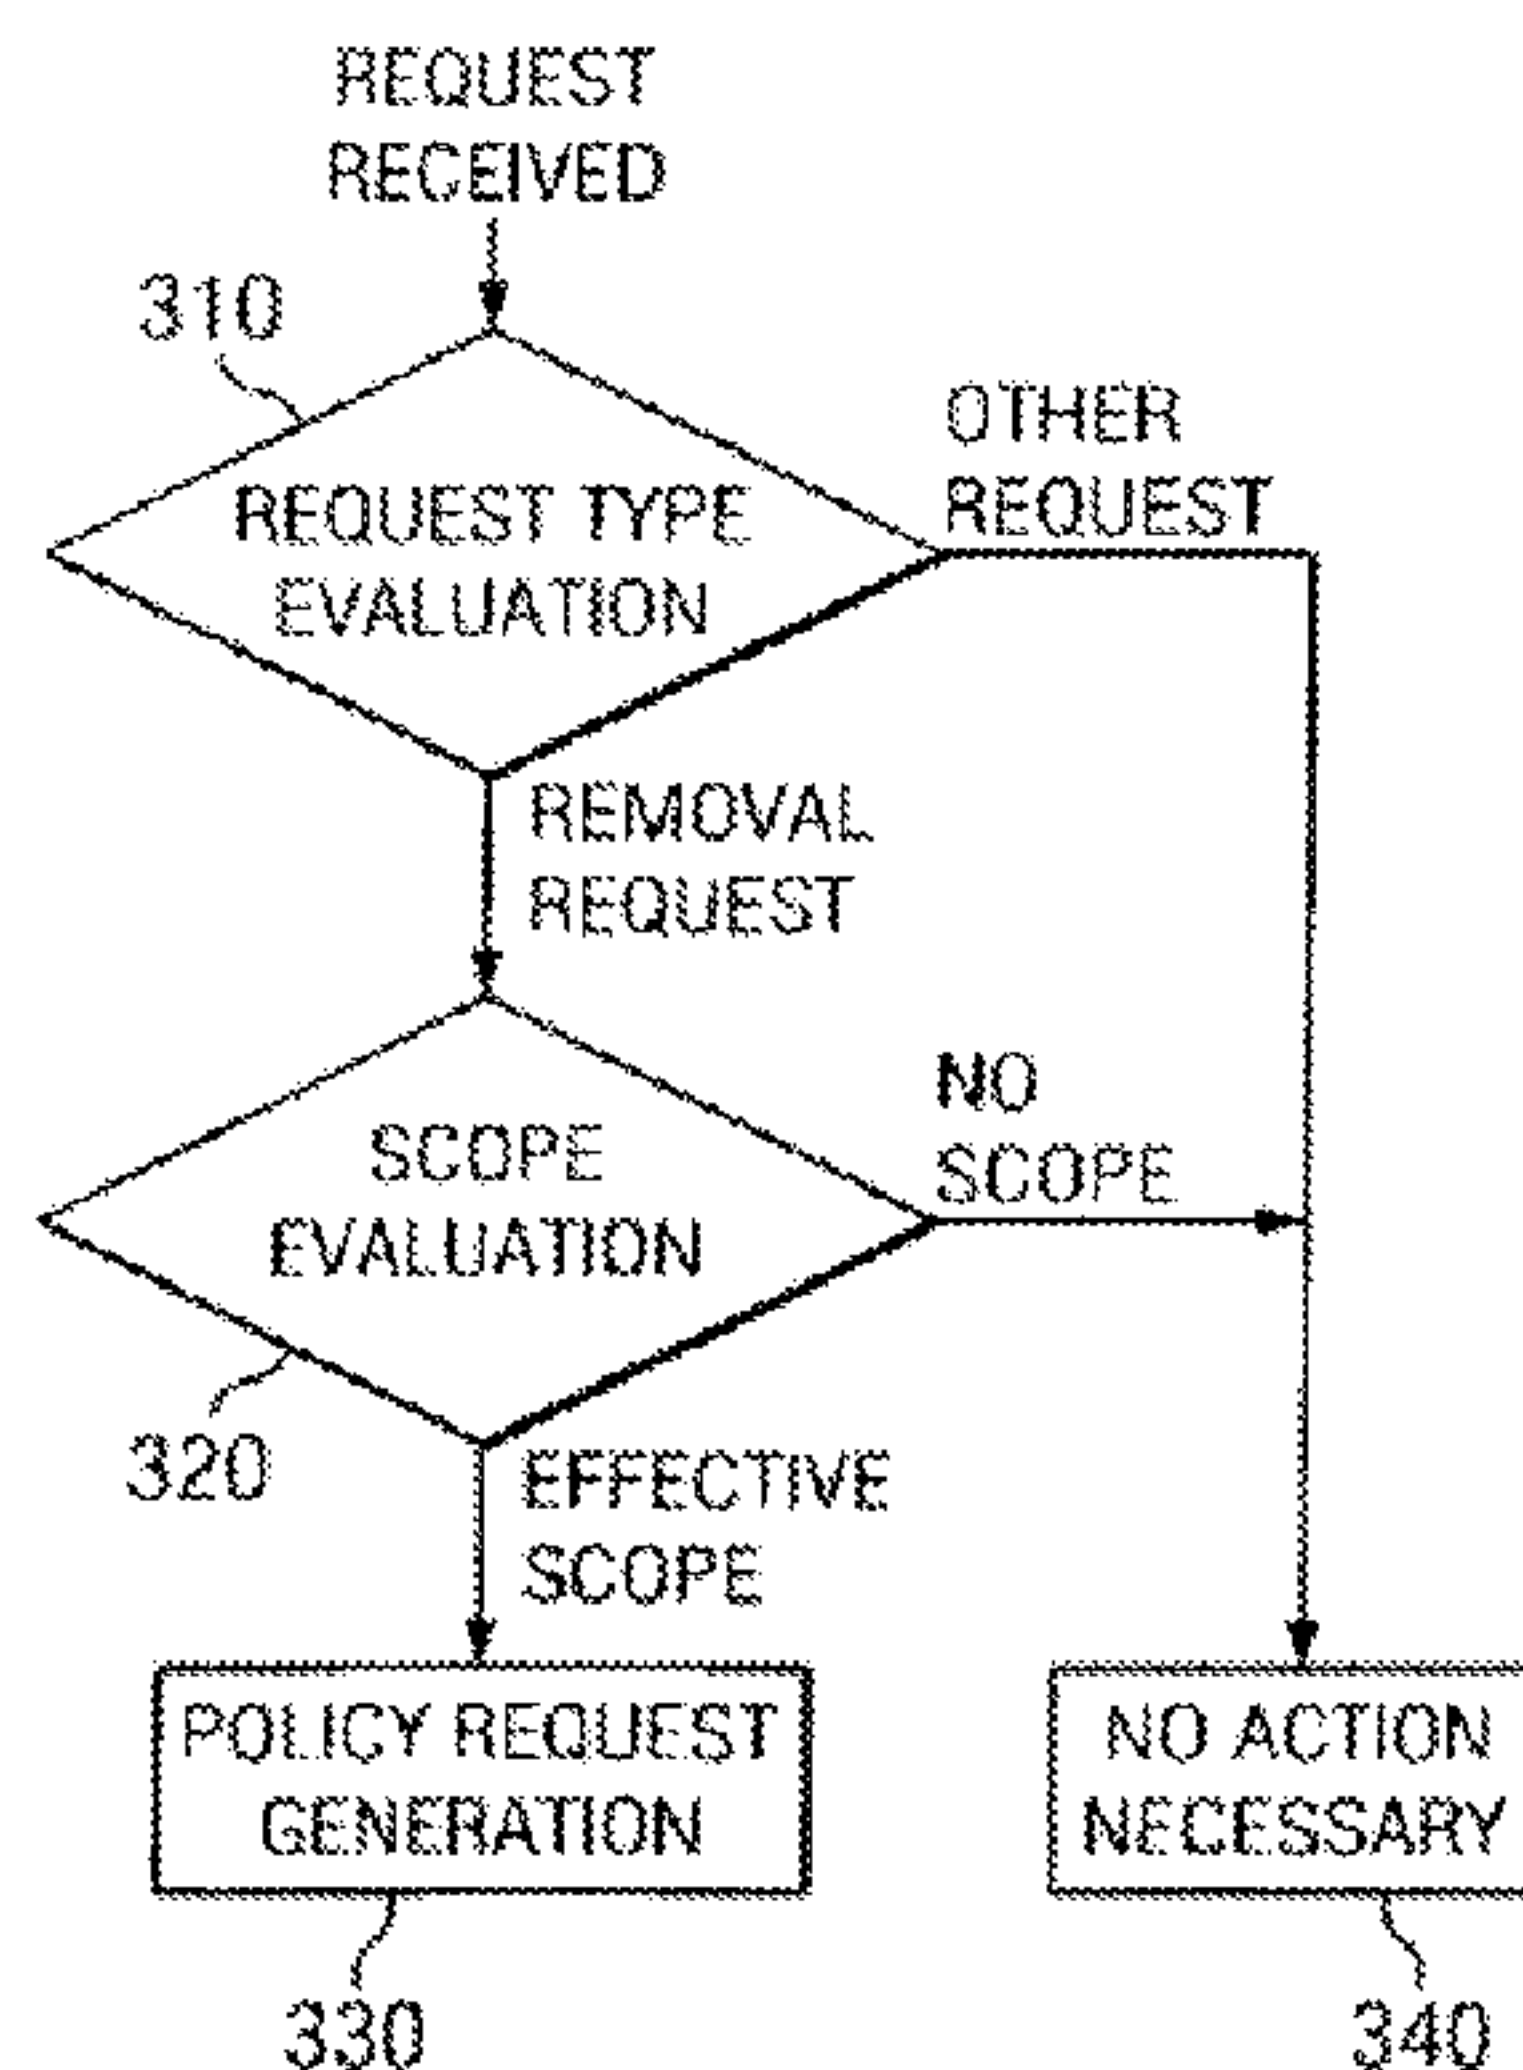 REQUEST
RECEIVED
310
REQUEST TYPE
EVALUATION
OTHER
REQUEST
REMOVAL
REQUEST
SCOPE
EVALUATION
NO
SCOPE
320
EFFECTIVE
SCOPE
POLICY REQUEST
GENERATION
NO ACTION
NECESSARY
330
340